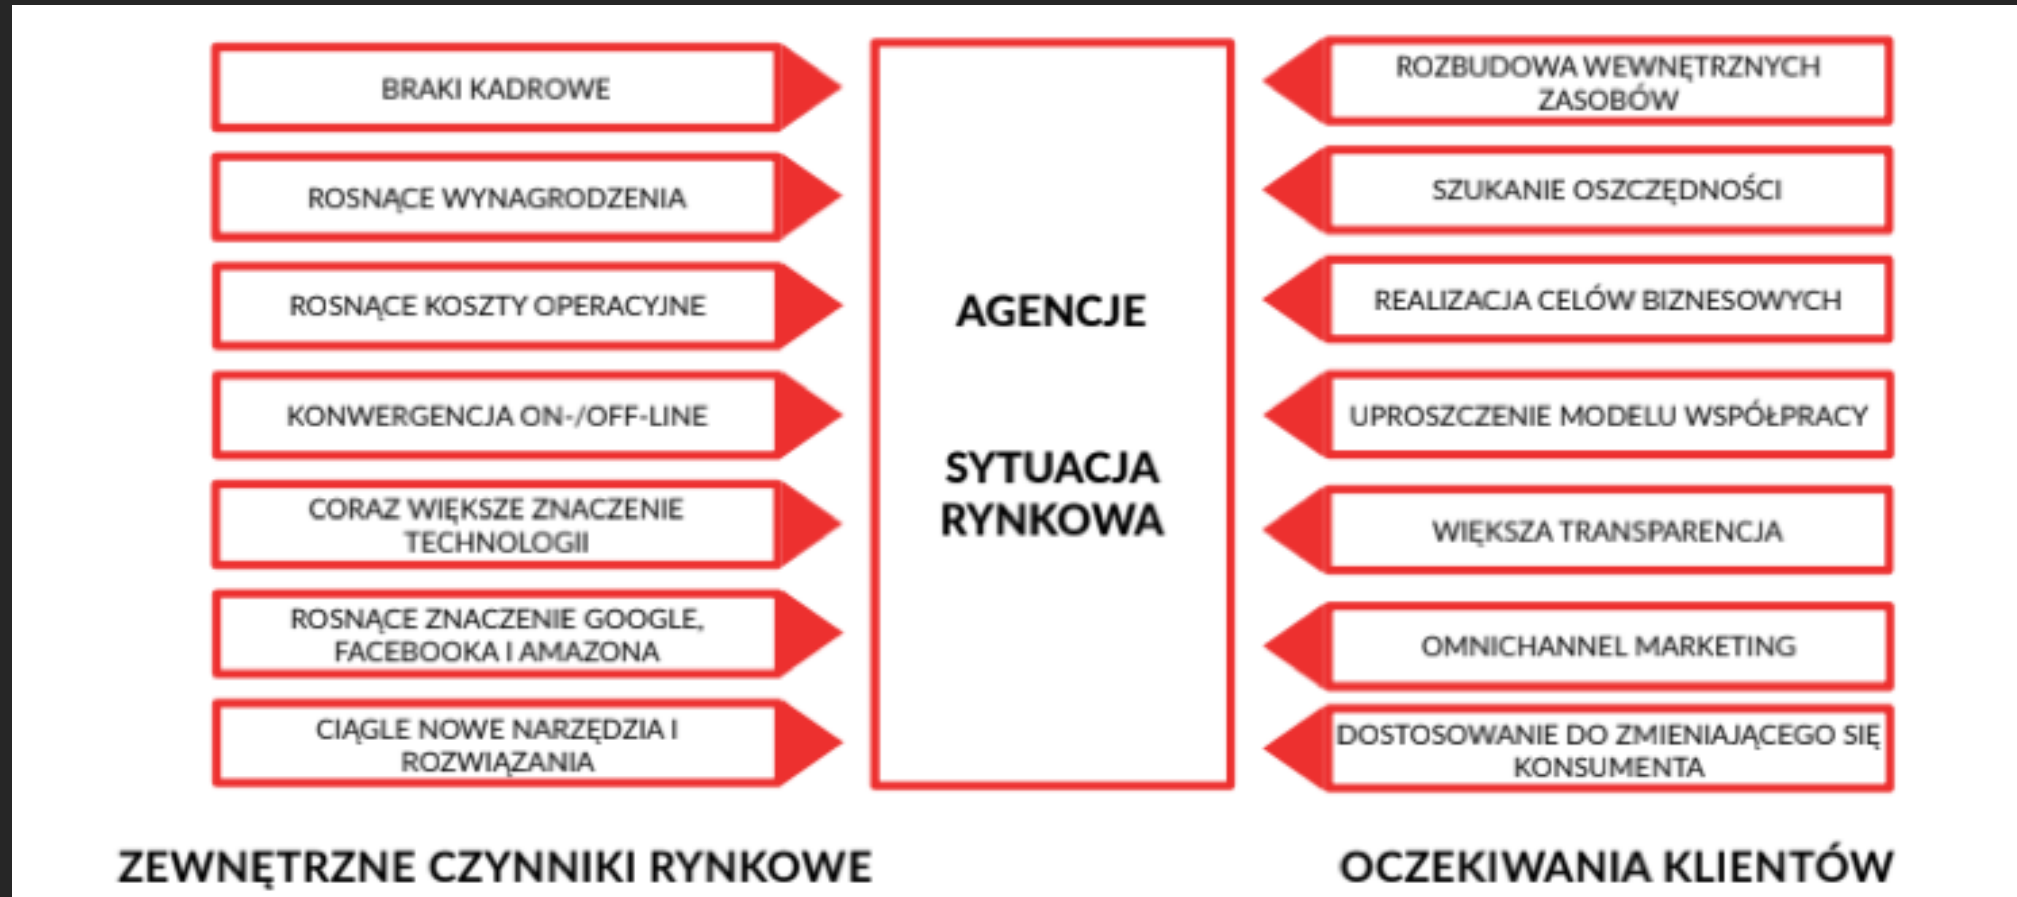 BRAKI KADROWE
ROSNĄCE WYNAGRODZENIA
ROSNĄCE KOSZTY OPERACYJNE
KONWERGENCJA ON-/OFF-LINE
CORAZ WIĘKSZE ZNACZENIE
TECHNOLOGII
ROSNĄCE ZNACZENIE GOOGLE,
FACEBOOKA I AMAZONA
CIĄGLE NOWE NARZĘDZIA I
ROZWIĄZANIA
ZEWNĘTRZNE CZYNNIKI RYNKOWE
AGENCJE
SYTUACJA
RYNKOWA
ROZBUDOWA WEWNĘTRZNYCH
ZASOBÓW
SZUKANIE OSZCZĘDNOŚCI
REALIZACJA CELÓW BIZNESOWYCH
UPROSZCZENIE MODELU WSPÓŁPRACY
WIĘKSZA TRANSPARENCJA
OMNICHANNEL MARKETING
DOSTOSOWANIE DO ZMIENIAJĄCEGO SIĘ
KONSUMENTA
OCZEKIWANIA KLIENTÓW